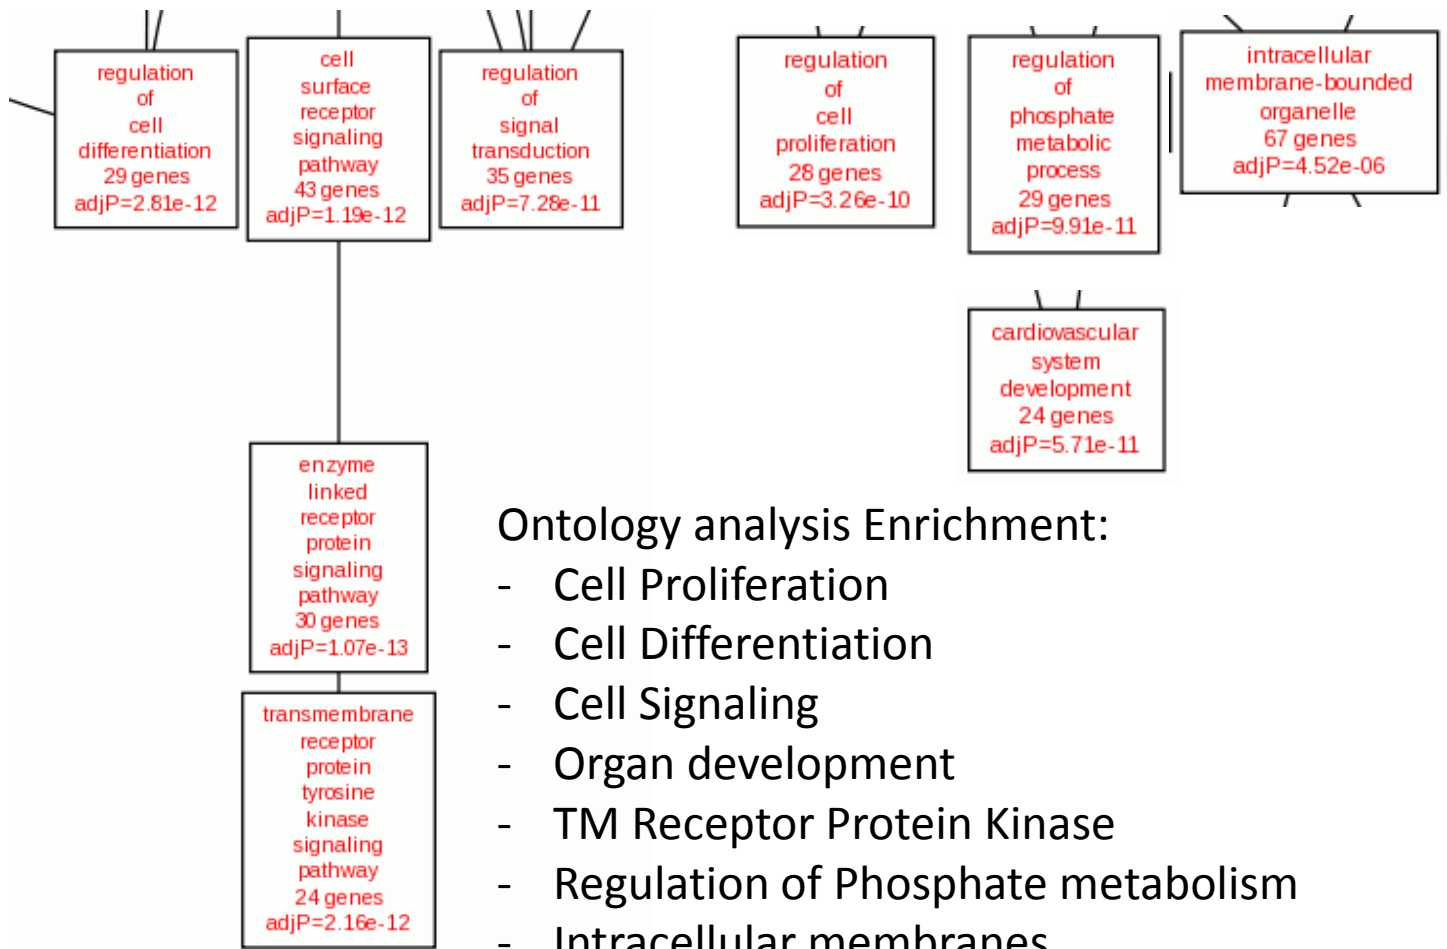 regulation
of
cell
differentiation
29 genes
adjP=2.81e-12
cell
surface
receptor
signaling
pathway
43 genes
adjP=1.19e-12
regulation
of
signal
transduction
35 genes
adjP=7.28e-11
regulation
of
cell
proliferation
28 genes
adjP=3.26e-10
regulation
of
phosphate
metabolic
process
29 genes
adjP=9.91e-11
intracellular
membrane-bounded
organelle
67 genes
adjP=4.52e-06
cardiovascular
system
development
24 genes
adjP=5.71e-11
enzyme
linked
receptor
protein
signaling
pathway
30 genes
adjP=1.07e-13
transmembrane
receptor
protein
tyrosine
kinase
signaling
pathway
24 genes
adjP=2.16e-12
Ontology analysis Enrichment:
- Cell Proliferation
- Cell Differentiation
- Cell Signaling
- Organ development
- TM Receptor Protein Kinase
- Regulation of Phosphate metabolism
- Intracellular membranes